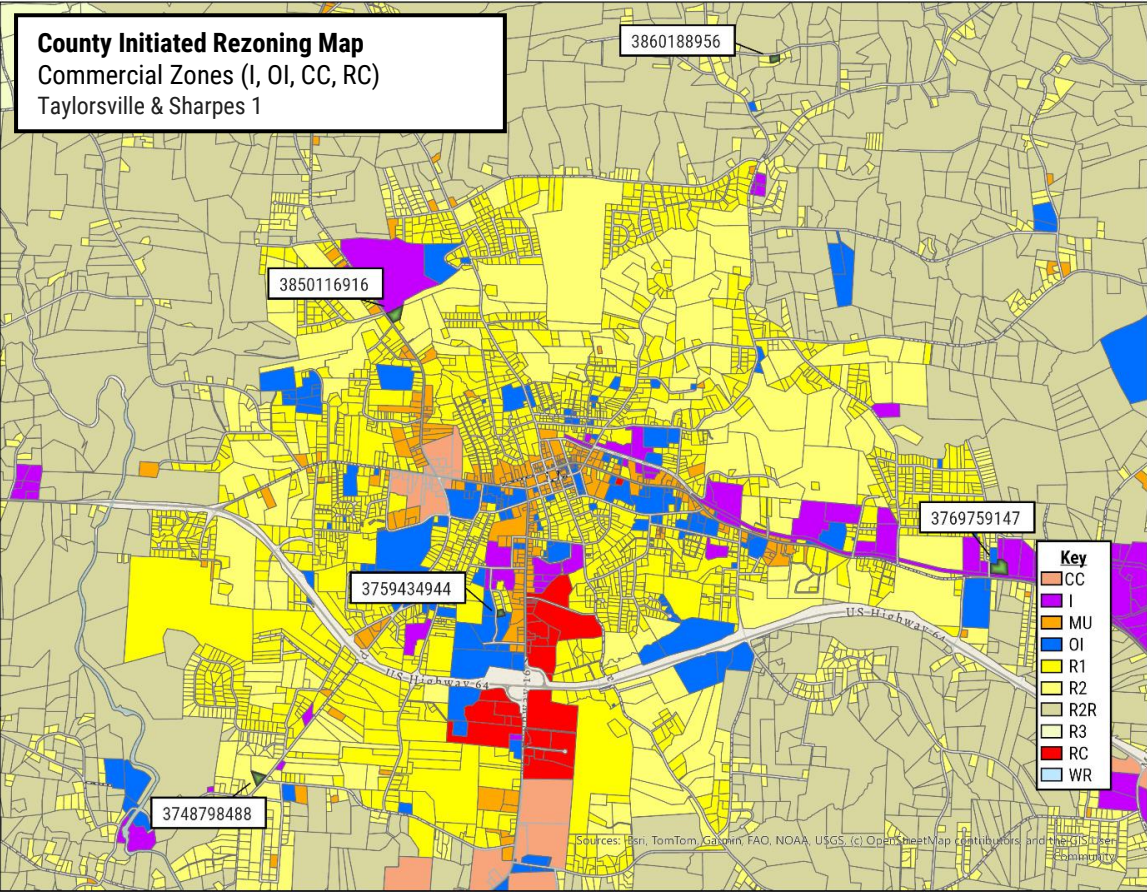 County Initiated Rezoning Map
Commercial Zones (I, OI, CC, RC)
Taylorsville & Sharpes 1
3860188956
3850116916
3769759147
3759434944
3748798488
US Highway 64
US Highway 64
Key
CC
I
MU
OI
R1
R2
R2R
R3
RC
WR
Sources: Esri, TomTom, Garmin, FAO, NOAA, USGS, (c) OpenStreetMap contributors, and the GIS User
Community